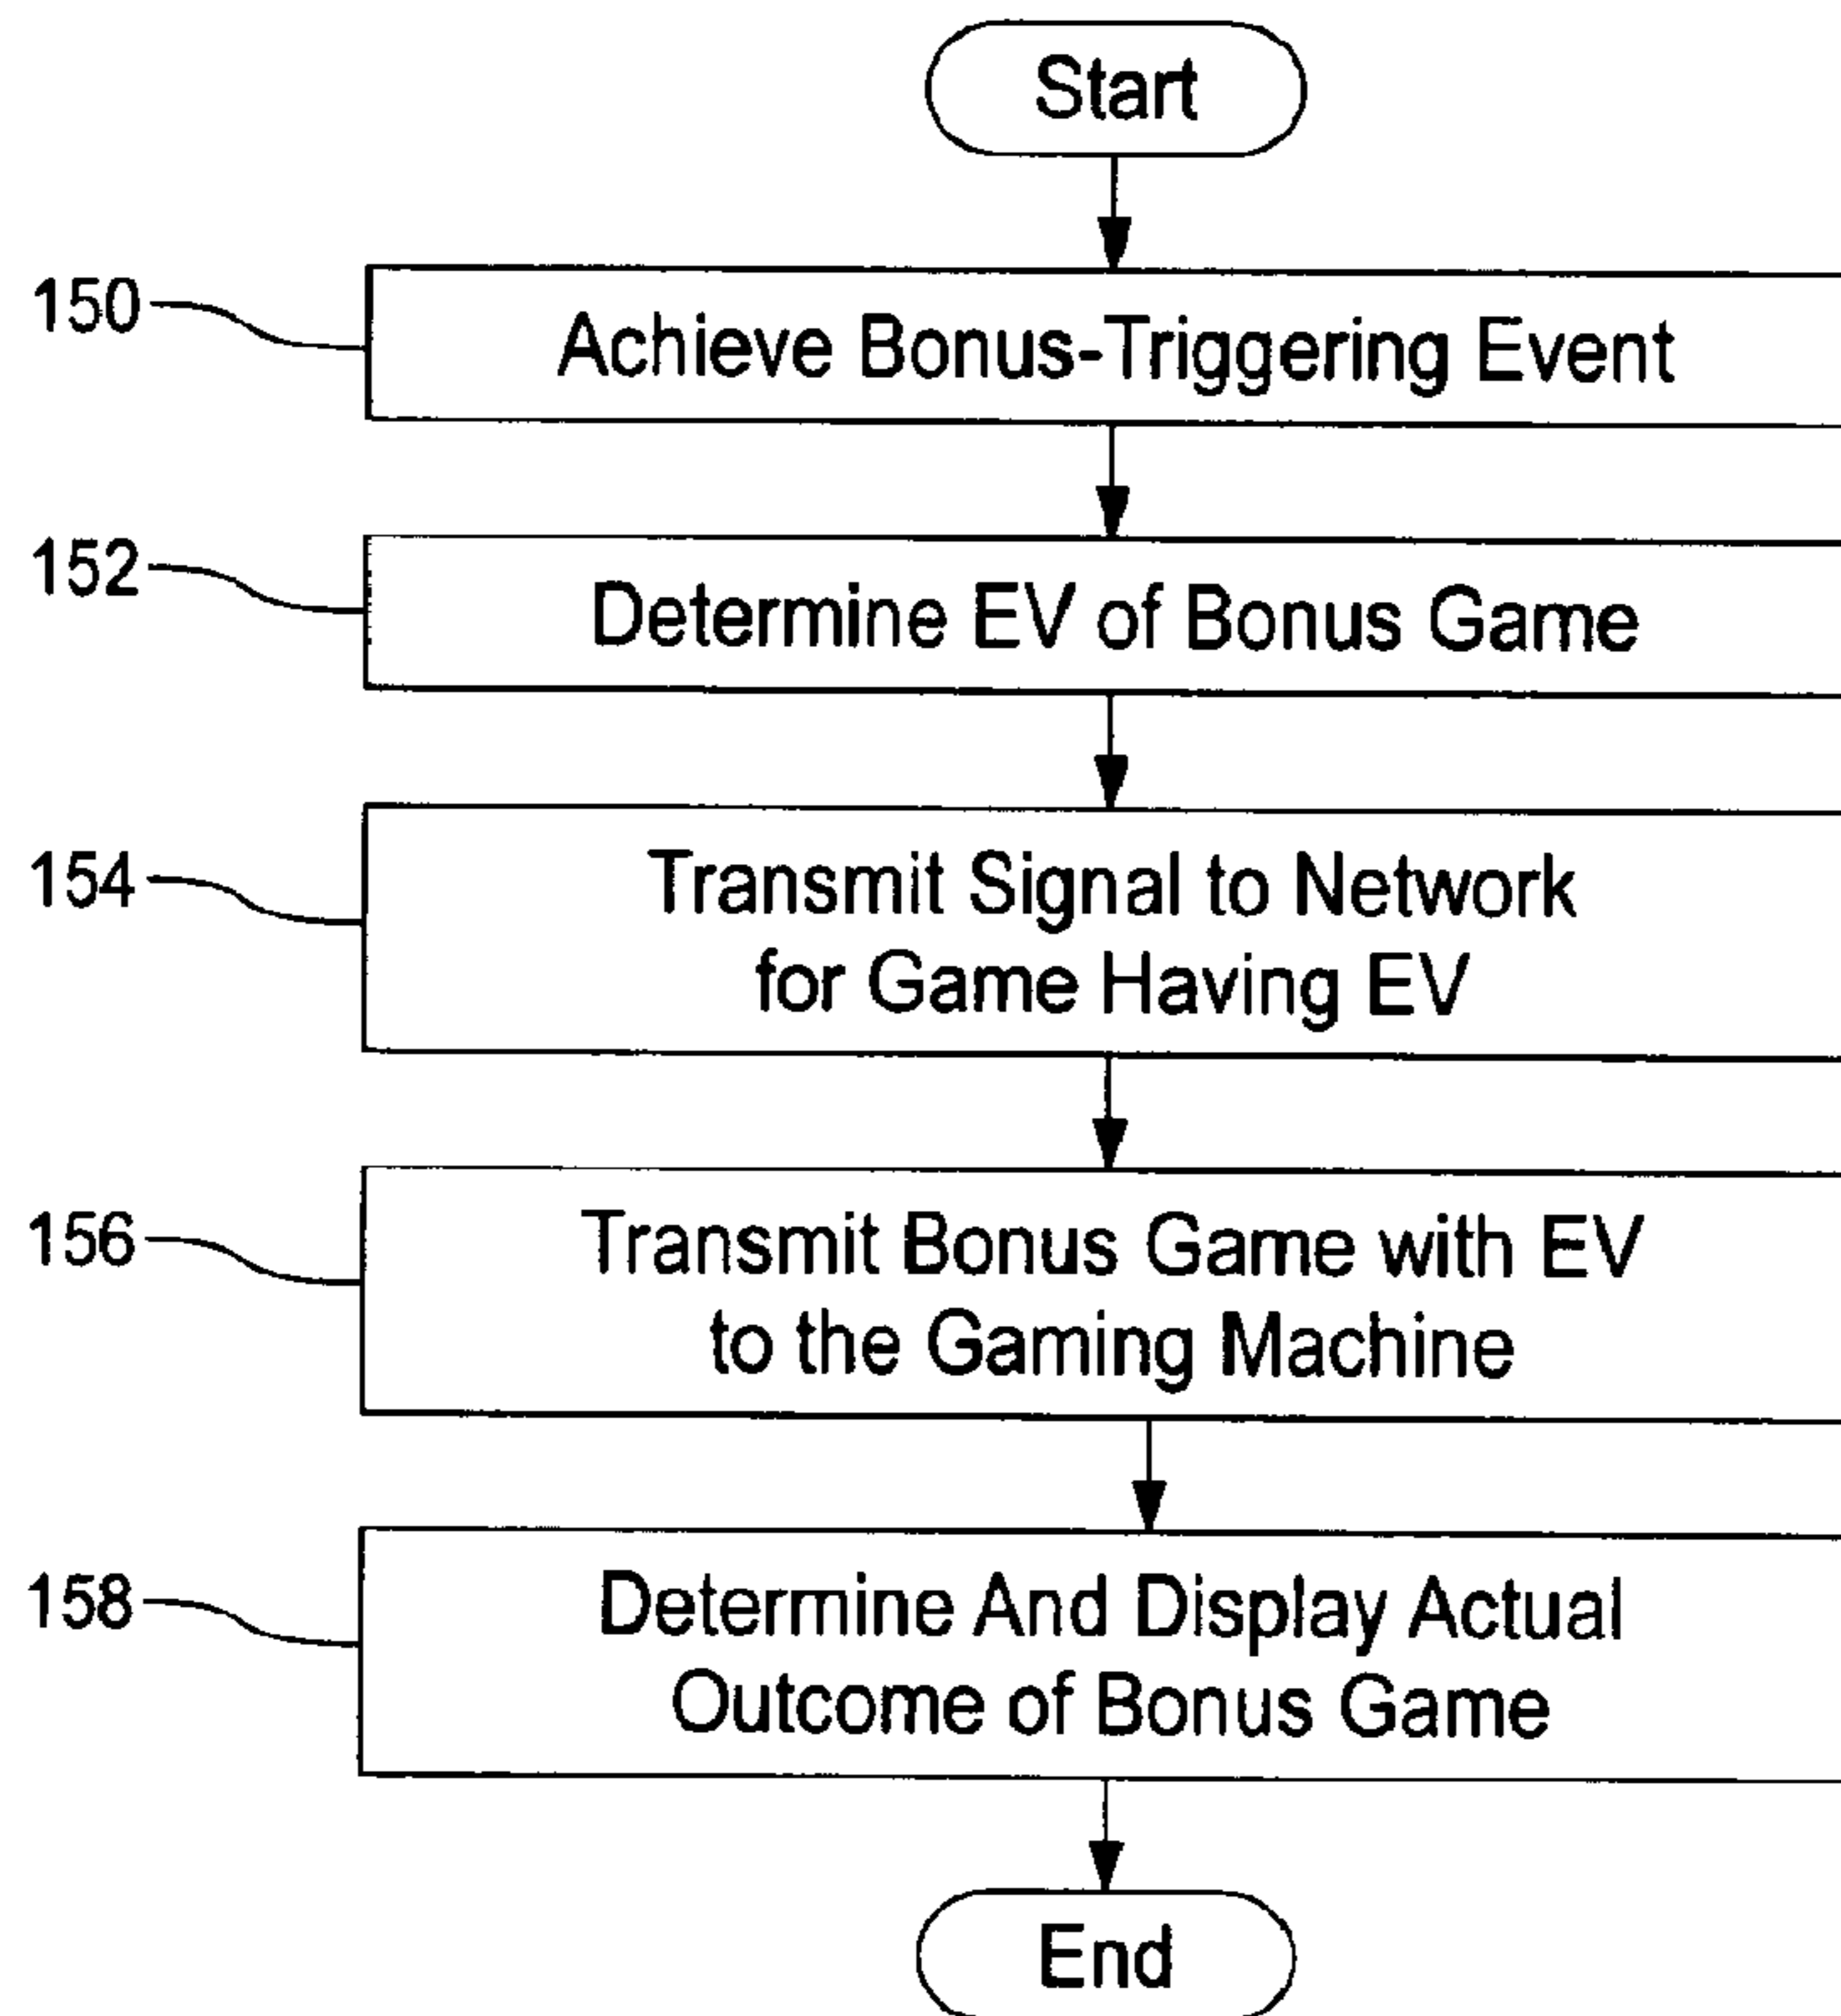 Start
150
Achieve Bonus-Triggering Event
152
Determine EV of Bonus Game
154
Transmit Signal to Network
for Game Having EV
156
Transmit Bonus Game with EV
to the Gaming Machine
158
Determine And Display Actual
Outcome of Bonus Game
End